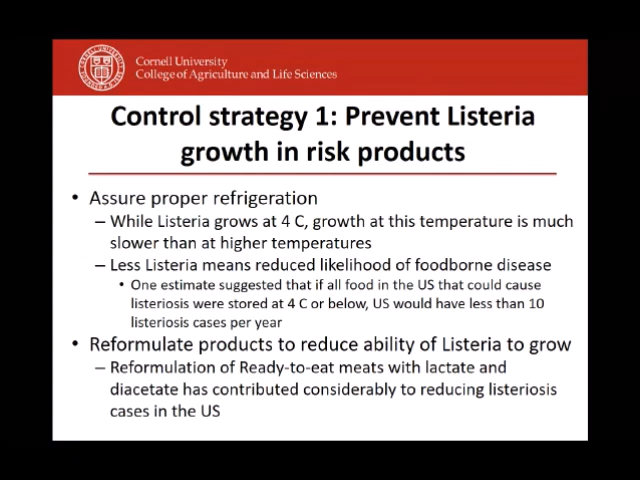 Cornell University
College of Agriculture and Life Sciences
Control strategy 1: Prevent Listeria
growth in risk products
• Assure proper refrigeration
– While Listeria grows at 4 C, growth at this temperature is much
slower than at higher temperatures
– Less Listeria means reduced likelihood of foodborne disease
• One estimate suggested that if all food in the US that could cause
listeriosis were stored at 4 C or below, US would have less than 10
listeriosis cases per year
• Reformulate products to reduce ability of Listeria to grow
– Reformulation of Ready-to-eat meats with lactate and
diacetate has contributed considerably to reducing listeriosis
cases in the US